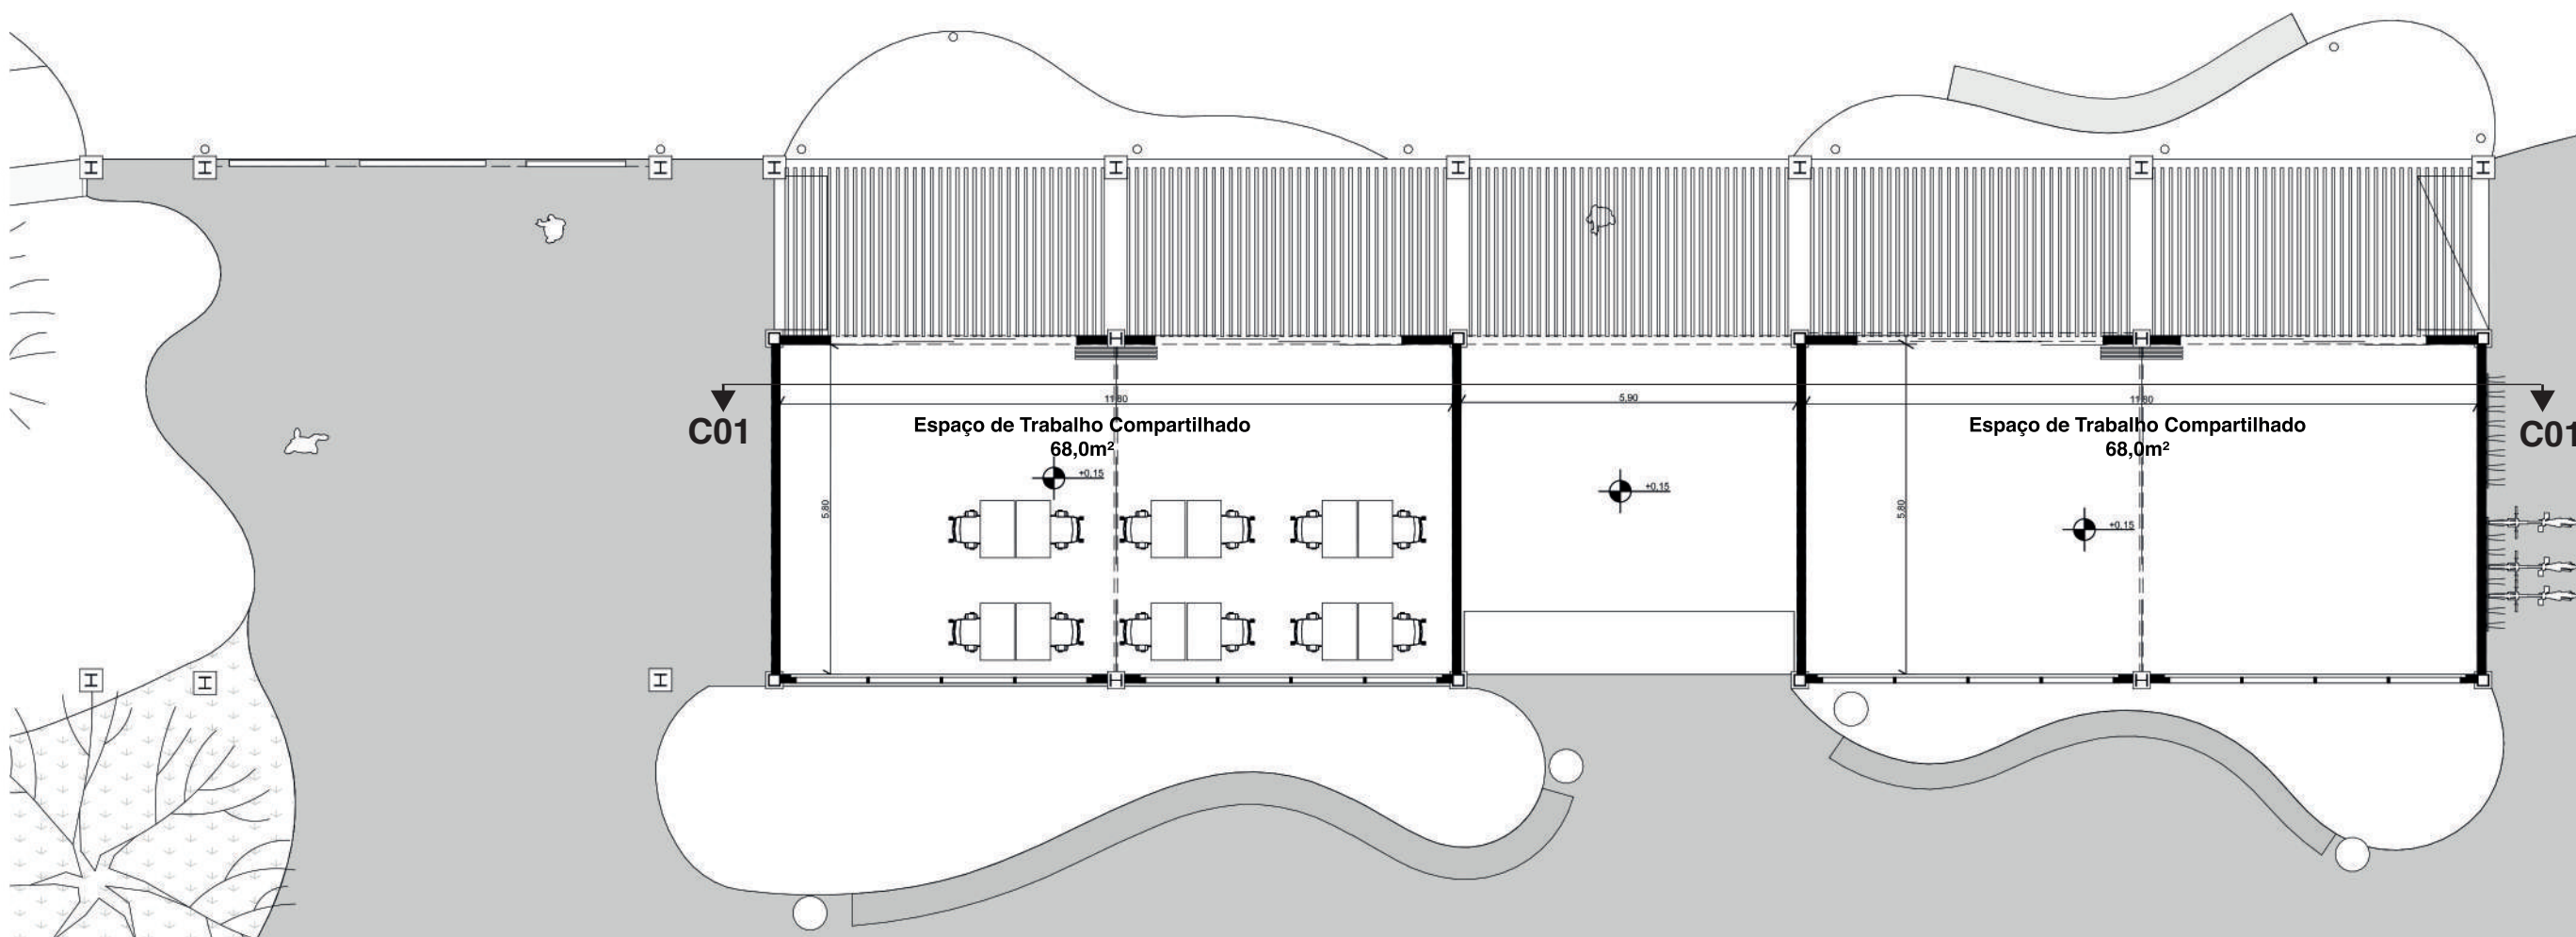 11.80
5.90
11.80
Espaço de Trabalho Compartilhado
68,0m²
Espaço de Trabalho Compartilhado
68,0m²
C01
C01
+0.15
+0.15
+0.15
5.80
5.80